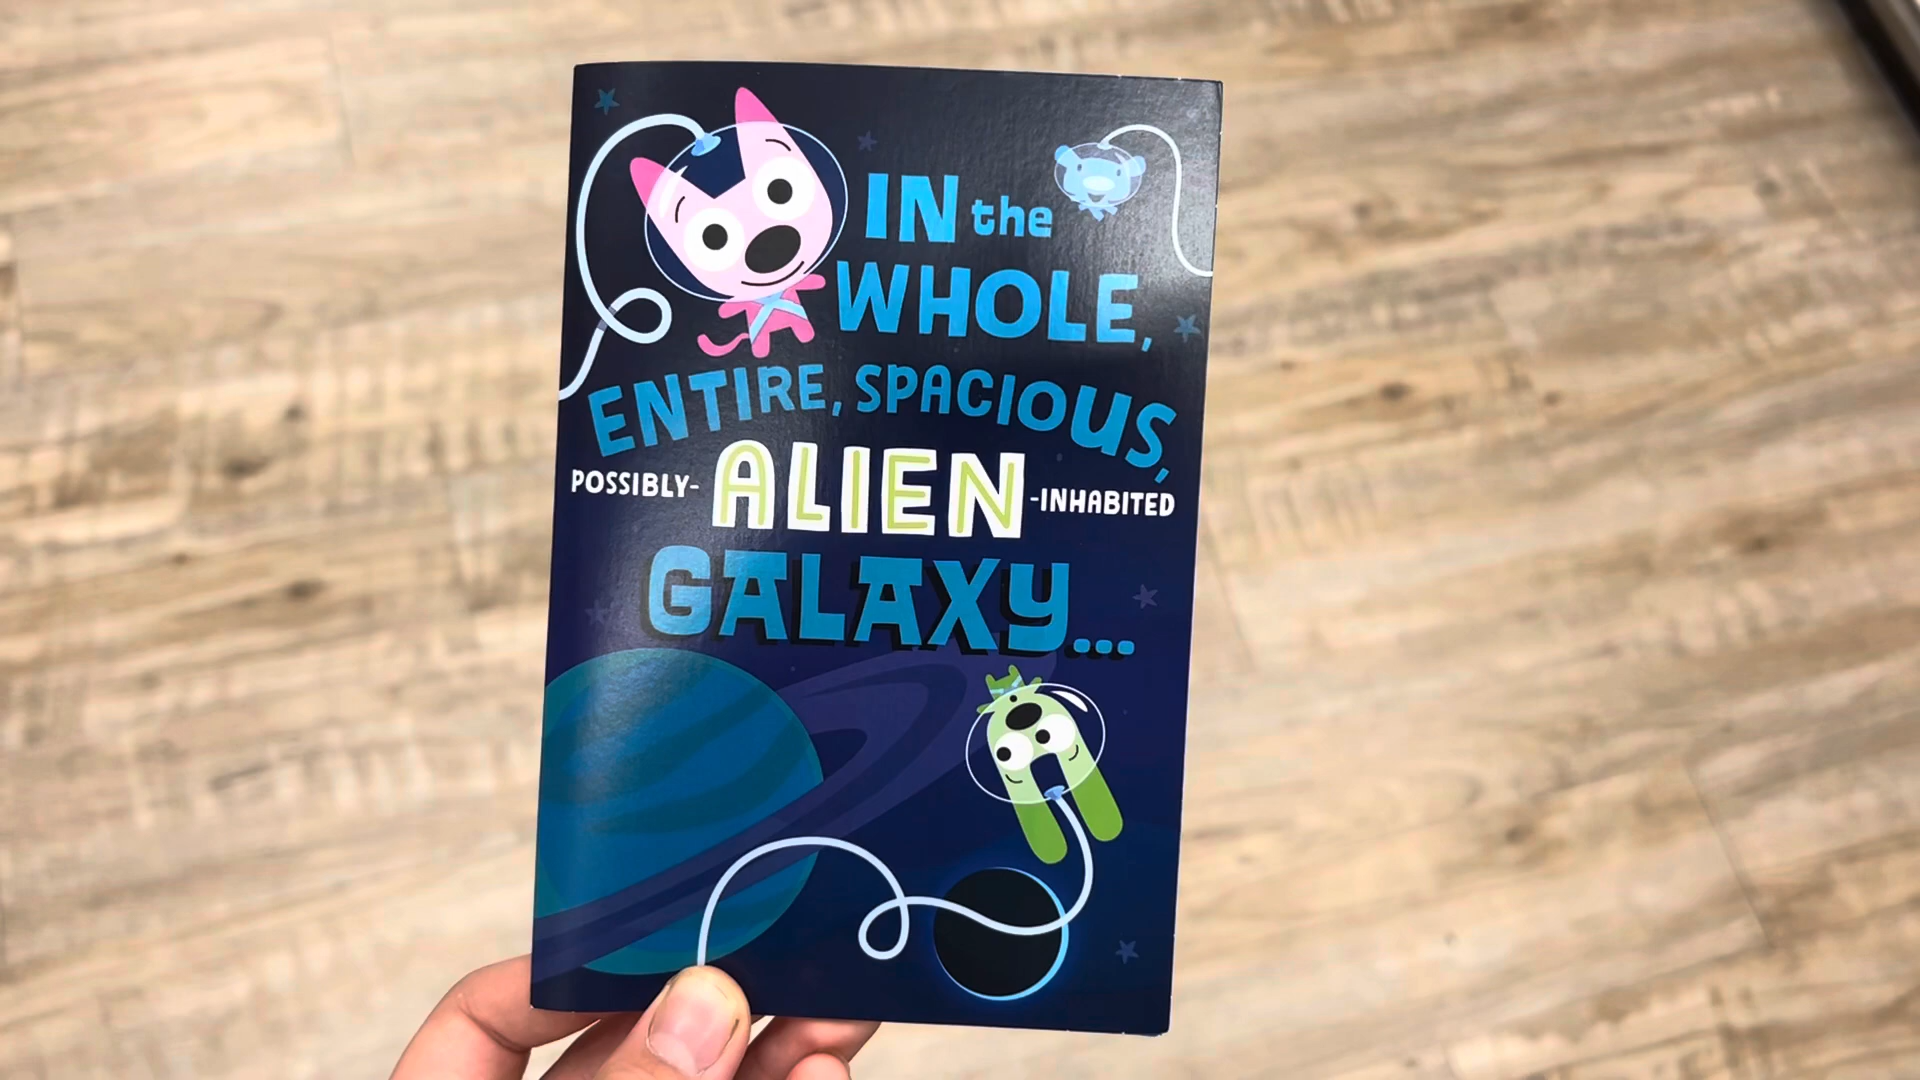 IN the
WHOLE,
ENTIRE, SPACIOUS,
POSSIBLY- ALIEN -INHABITED
GALAXY...